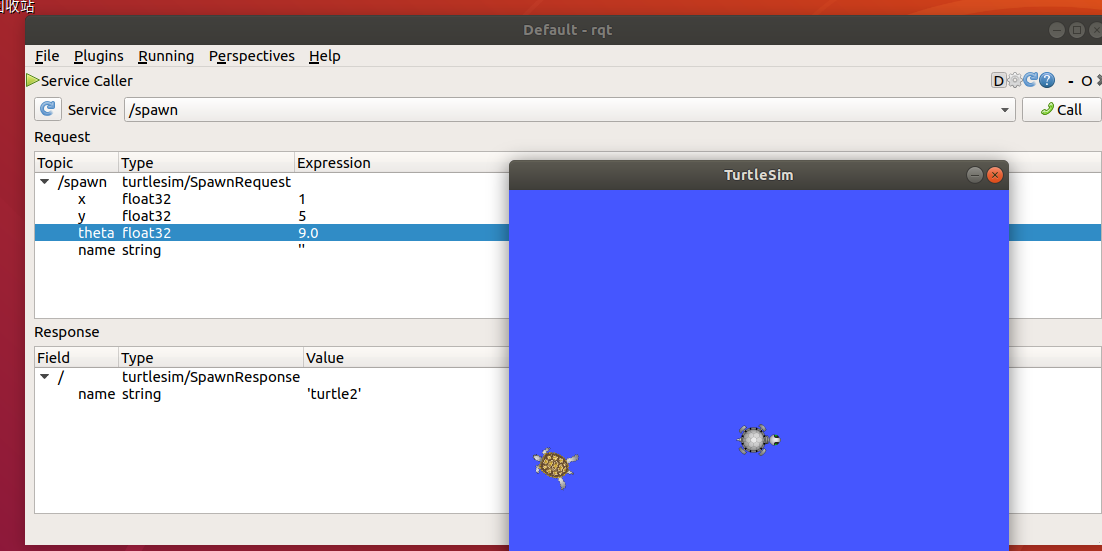 回收站
Default - rqt
File Plugins Running Perspectives Help
Service Caller
D
- O
Service /spawn Call
Request
Topic Type Expression
/spawn turtlesim/SpawnRequest
x float32 1
y float32 5
theta float32 9.0
name string ''
TurtleSim
Response
Field Type Value
/ turtlesim/SpawnResponse
name string 'turtle2'